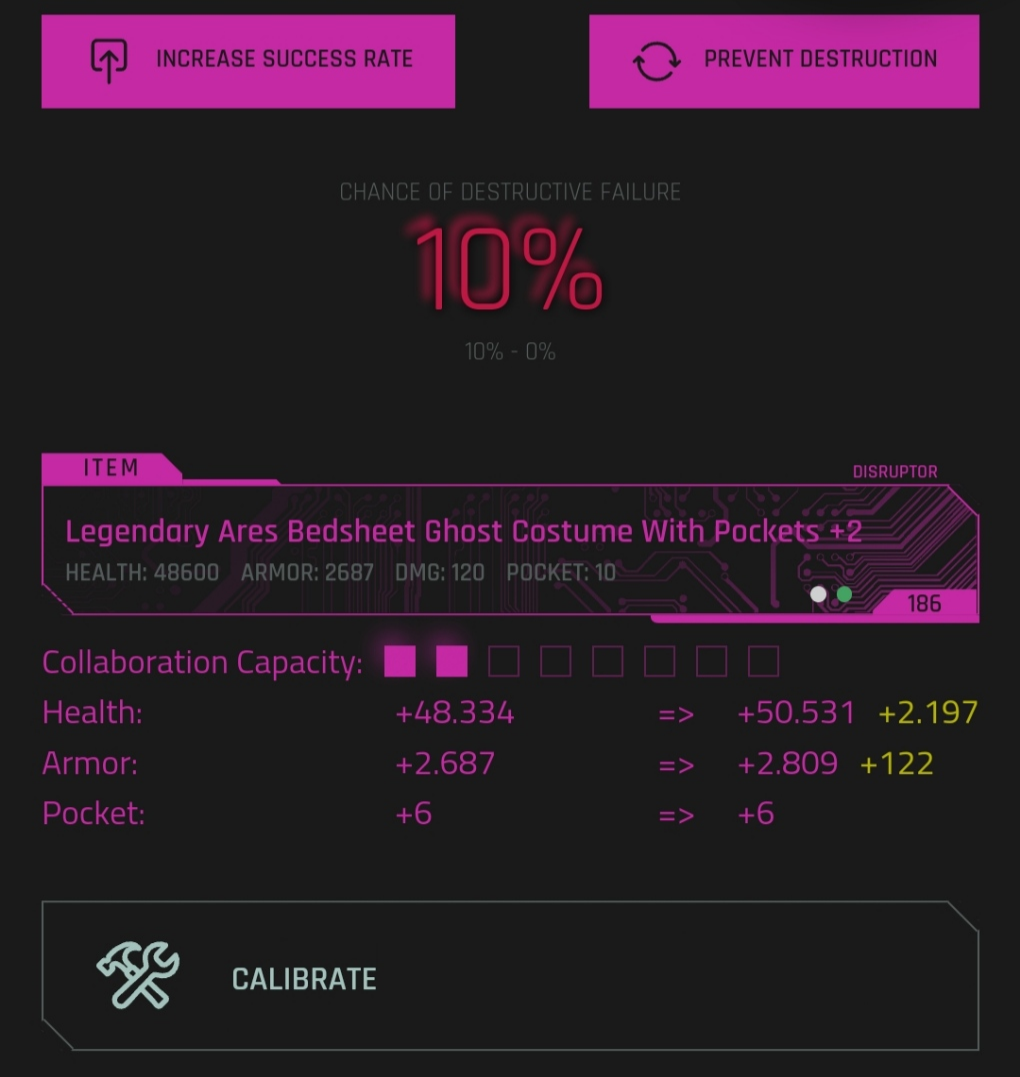 INCREASE SUCCESS RATE
PREVENT DESTRUCTION
CHANCE OF DESTRUCTIVE FAILURE
10%
10% - 0%
ITEM
DISRUPTOR
Legendary Ares Bedsheet Ghost Costume With Pockets +2
HEALTH: 48600 ARMOR: 2687 DMG: 120 POCKET: 10
186
Collaboration Capacity:
Health: +48.334 => +50.531 +2.197
Armor: +2.687 => +2.809 +122
Pocket: +6 => +6
CALIBRATE